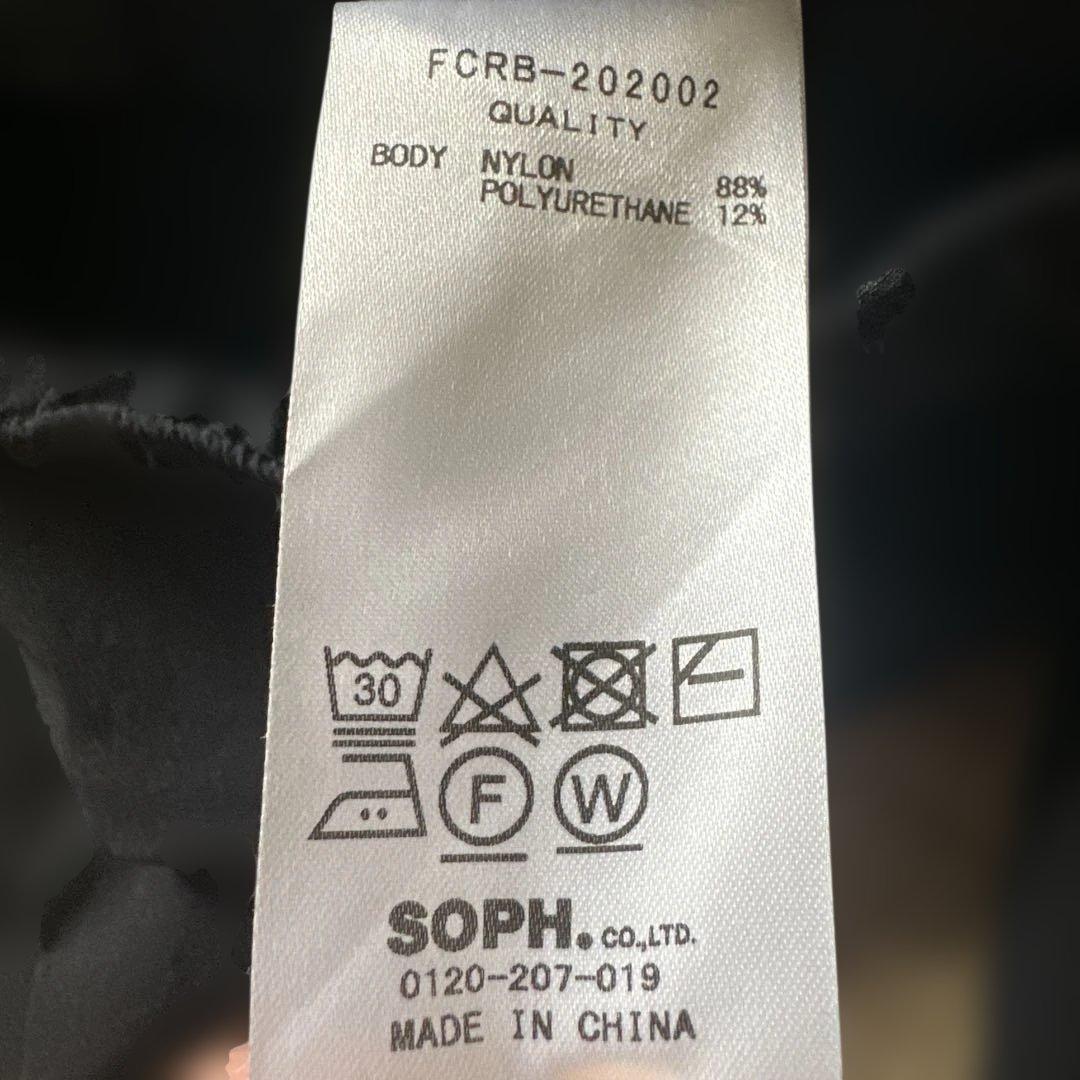 FCRB-202002
QUALITY
BODY NYLON 88%
POLYURETHANE 12%
30
F W
SOPH. CO.,LTD.
0120-207-019
MADE IN CHINA